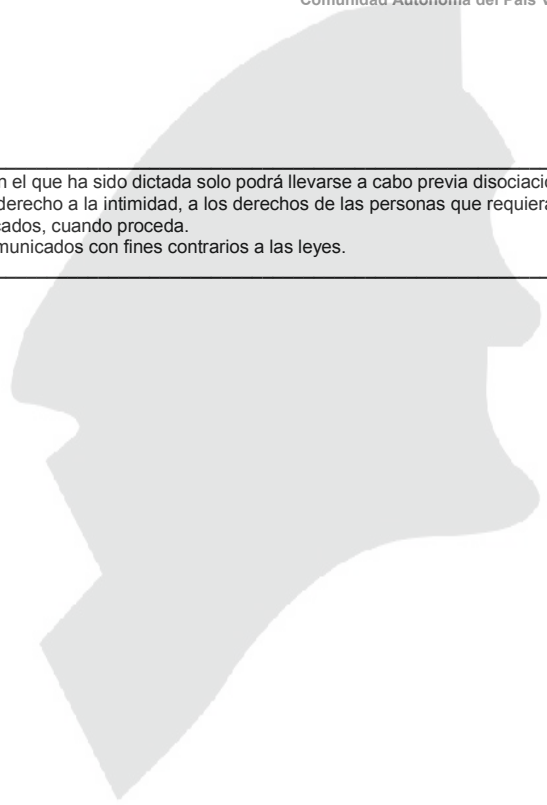 Comunidad Autónoma del País V
n el que ha sido dictada solo podrá llevarse a cabo previa disociació
derecho a la intimidad, a los derechos de las personas que requiera
cados, cuando proceda.
municados con fines contrarios a las leyes.